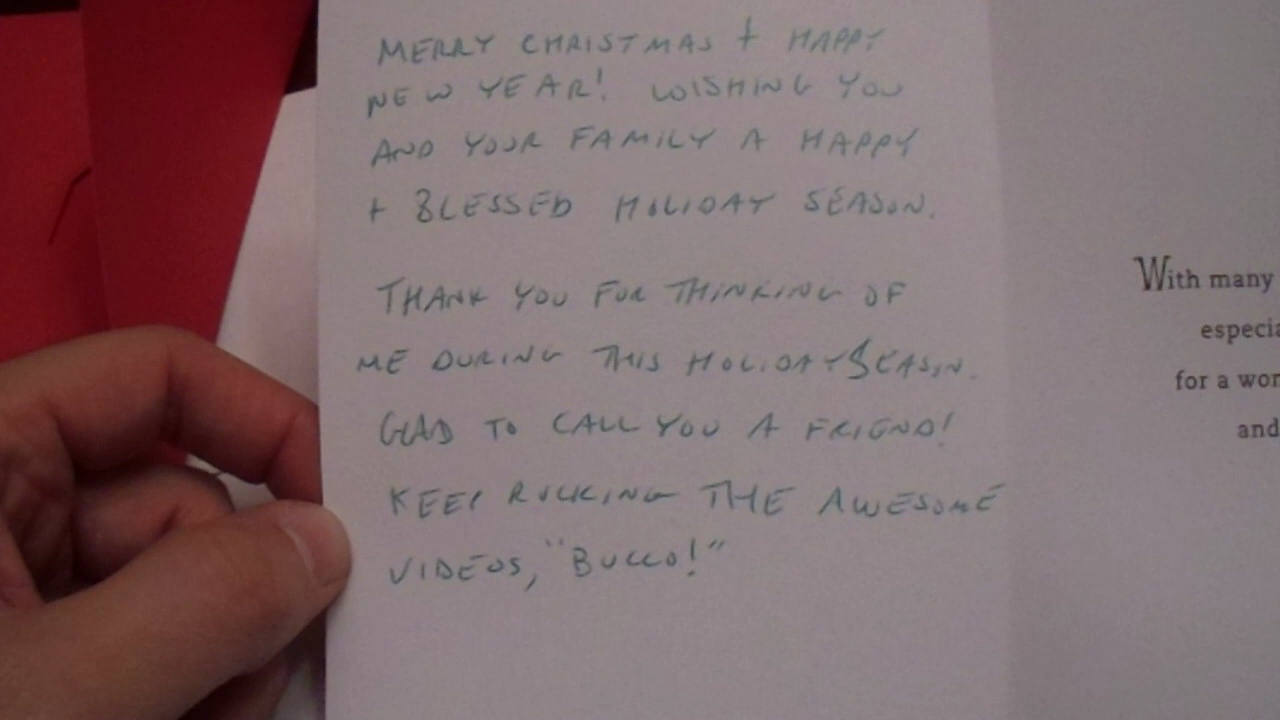 MERRY CHRISTMAS + HAPPY
NEW YEAR! WISHING YOU
AND YOUR FAMILY A HAPPY
+ BLESSED HOLIDAY SEASON.
THANK YOU FOR THINKING OF
ME DURING THIS HOLIDAY SEASON.
GLAD TO CALL YOU A FRIEND!
KEEP ROCKING THE AWESOME
VIDEOS, "BUCCO!"
With many
especia
for a wor
and